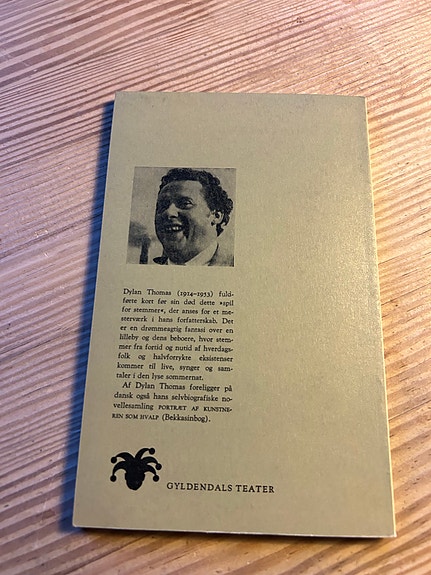 Dylan Thomas (1914-1953) fuld-
førte kort før sin død dette »spil
for stemmer«, der anses for et me-
sterværk i hans forfatterskab. Det
er en drømmeagtig fantasi over en
lilleby og dens beboere, hvor stem-
mer fra fortid og nutid af hverdags-
folk og halvforrykte eksistenser
kommer til live, synger og sam-
taler i den lyse sommernat.
Af Dylan Thomas foreligger på
dansk også hans selvbiografiske no-
vellesamling PORTRÆT AF KUNSTNE-
REN SOM HVALP (Bekkasinbog).
GYLDENDALS TEATER